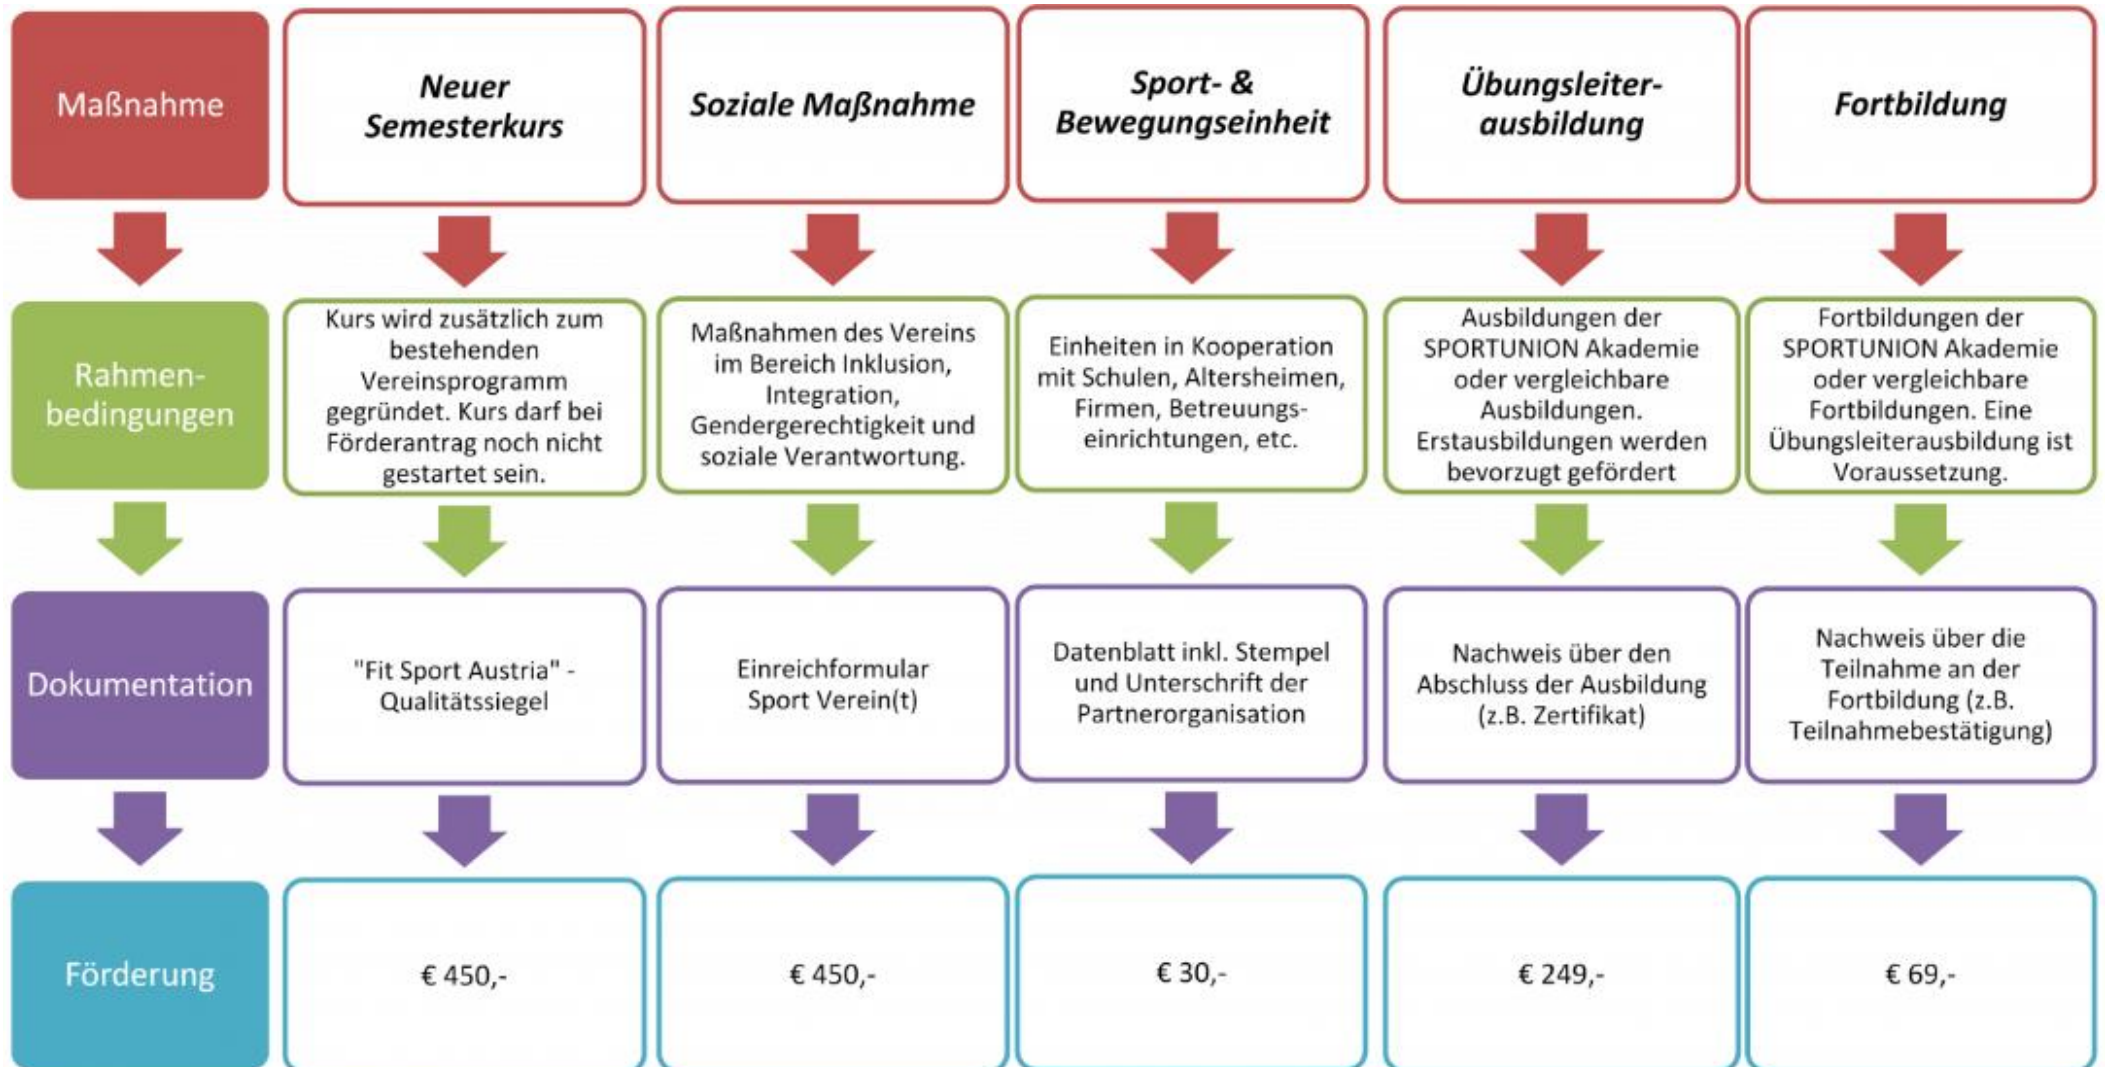 Maßnahme
Neuer
Semesterkurs
Soziale Maßnahme
Sport- &
Bewegungseinheit
Übungsleiter-
ausbildung
Fortbildung
Rahmen-
bedingungen
Kurs wird zusätzlich zum
bestehenden
Vereinsprogramm
gegründet. Kurs darf bei
Förderantrag noch nicht
gestartet sein.
Maßnahmen des Vereins
im Bereich Inklusion,
Integration,
Gendergerechtigkeit und
soziale Verantwortung.
Einheiten in Kooperation
mit Schulen, Altersheimen,
Firmen, Betreuungs-
einrichtungen, etc.
Ausbildungen der
SPORTUNION Akademie
oder vergleichbare
Ausbildungen.
Erstausbildungen werden
bevorzugt gefördert
Fortbildungen der
SPORTUNION Akademie
oder vergleichbare
Fortbildungen. Eine
Übungsleiterausbildung ist
Voraussetzung.
Dokumentation
"Fit Sport Austria" -
Qualitätssiegel
Einreichformular
Sport Verein(t)
Datenblatt inkl. Stempel
und Unterschrift der
Partnerorganisation
Nachweis über den
Abschluss der Ausbildung
(z.B. Zertifikat)
Nachweis über die
Teilnahme an der
Fortbildung (z.B.
Teilnahmebestätigung)
Förderung
€ 450,-
€ 450,-
€ 30,-
€ 249,-
€ 69,-